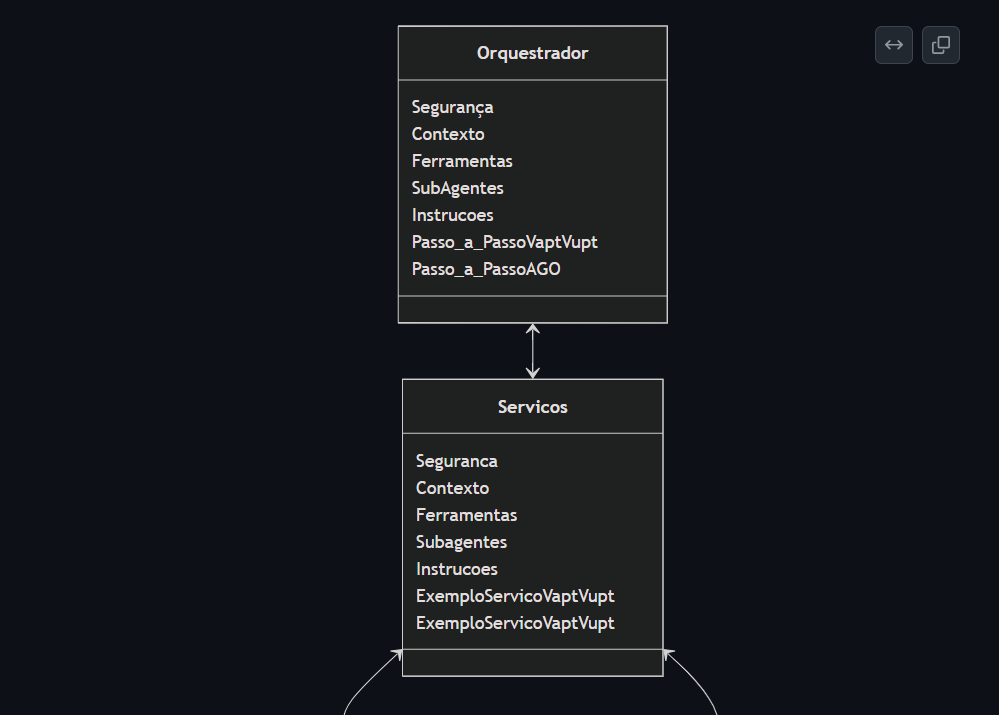 Orquestrador
Segurança
Contexto
Ferramentas
SubAgentes
Instrucoes
Passo_a_PassoVaptVupt
Passo_a_PassoAGO
Servicos
Seguranca
Contexto
Ferramentas
Subagentes
Instrucoes
ExemploServicoVaptVupt
ExemploServicoVaptVupt